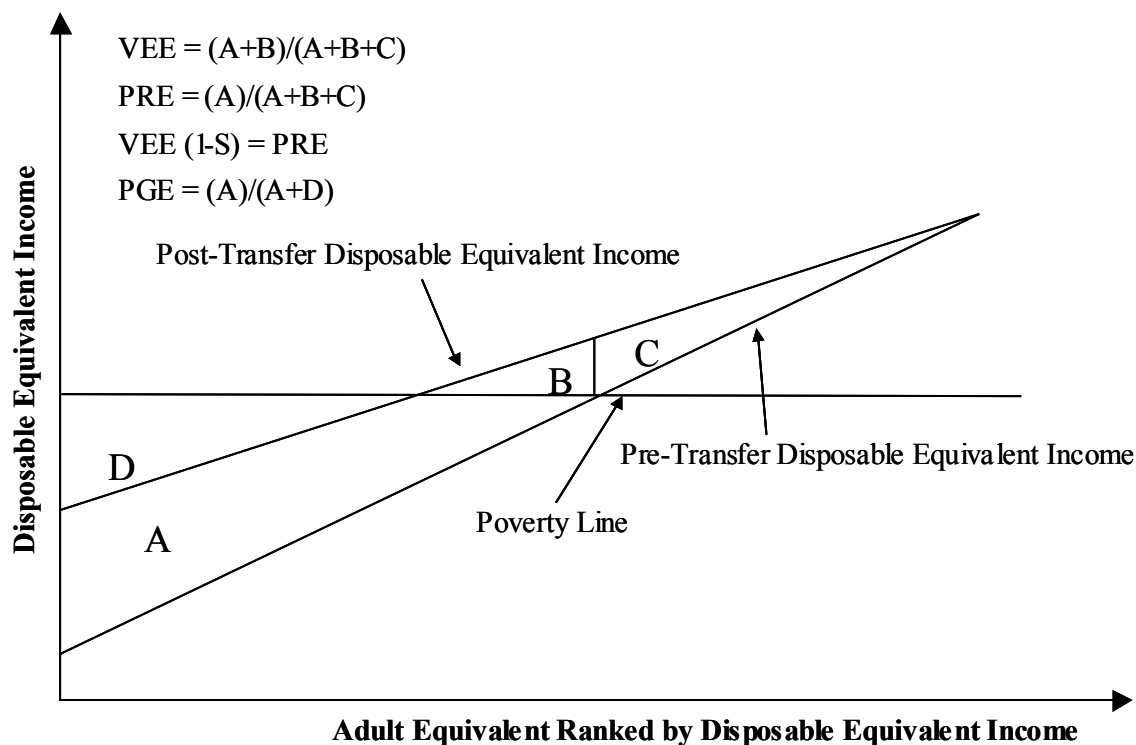 VEE = (A+B)/(A+B+C)
PRE = (A)/(A+B+C)
VEE (1-S) = PRE
PGE = (A)/(A+D)
Post-Transfer Disposable Equivalent Income
C
B
D
Pre-Transfer Disposable Equivalent Income
Poverty Line
A
Disposable Equivalent Income
Adult Equivalent Ranked by Disposable Equivalent Income